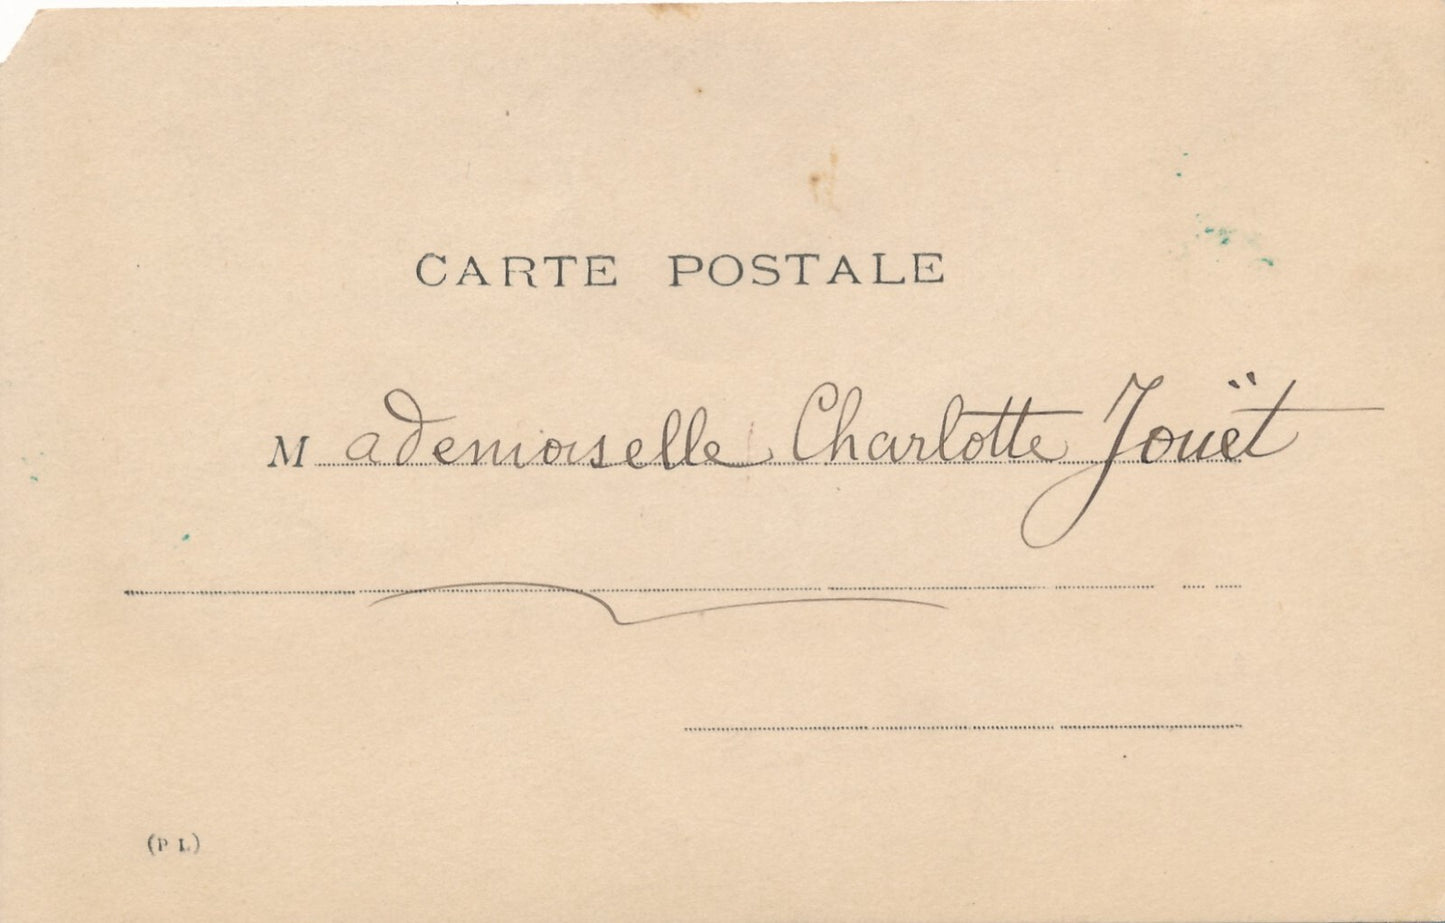 CARTE POSTALE
Mademoiselle Charlotte Jouët
(P L)